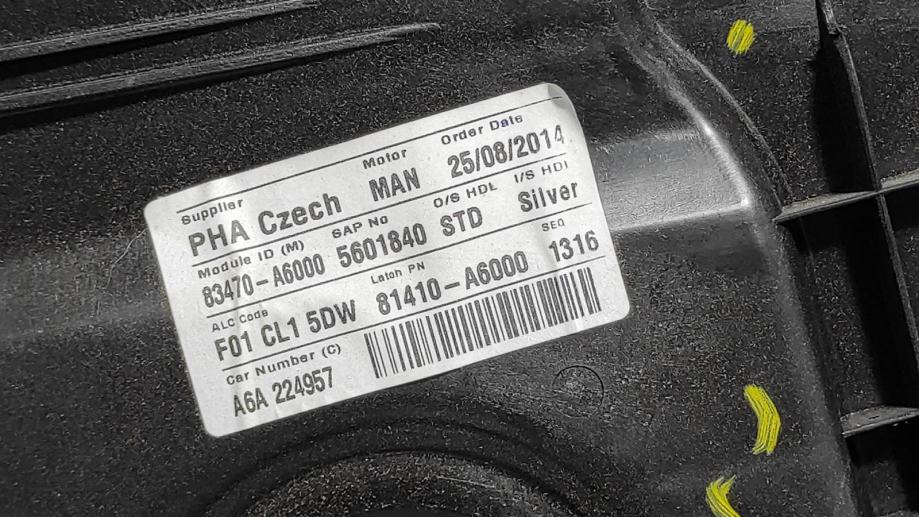 Supplier Motor Order Date
PHA Czech MAN 25/08/2014
Module ID (M) SAP No O/S HDL I/S HDI
83470-A6000 5601840 STD Silver
ALC Code Latch PN SEQ
F01 CL1 5DW 81410-A6000 1316
Car Number (C)
A6A 224957